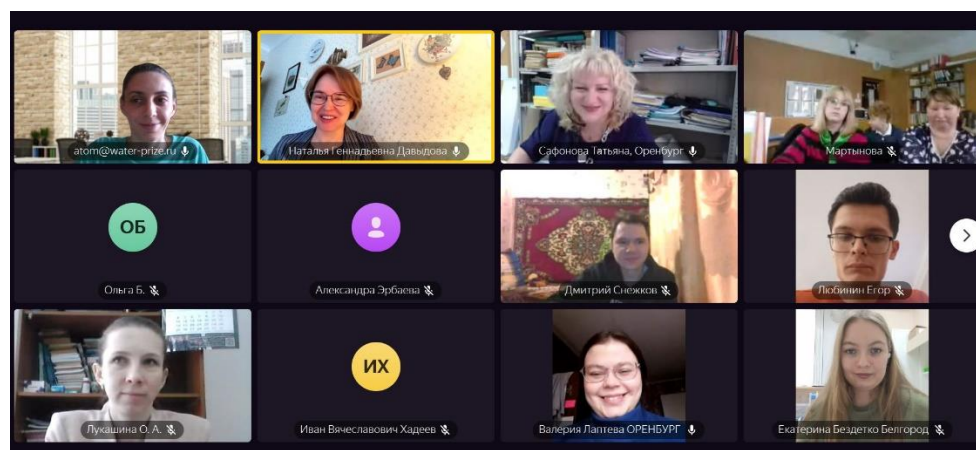 atom@water-prize.ru
Наталья Геннадьевна Давыдова
Сафонова Татьяна, Оренбург
Мартынова
ОБ
Ольга Б.
Александра Эрбаева
Дмитрий Снежков
Любинин Егор
Лукашина О. А.
ИХ
Иван Вячеславович Хадеев
Валерия Лаптева ОРЕНБУРГ
Екатерина Бездетко Белгород